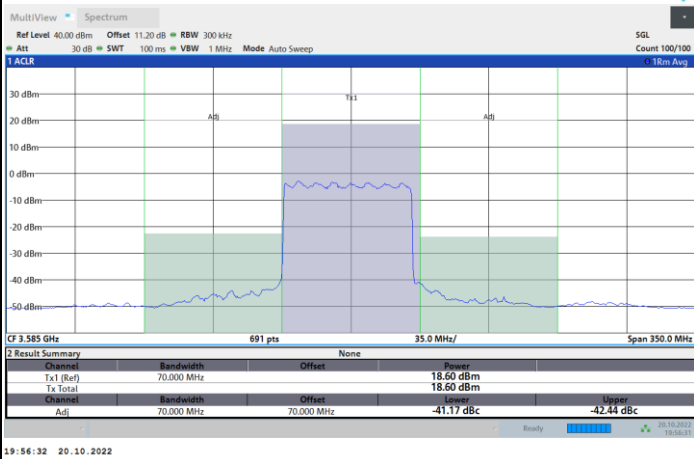 MultiView Spectrum
Ref Level 40.00 dBm Offset 11.20 dB RBW 300 kHz SGL
Att 30 dB SWT 100 ms VBW 1 MHz Mode Auto Sweep Count 100/100
1 ACLR 1Rm Avg
30 dBm
Tx1
20 dBm Adj Adj
10 dBm
0 dBm
-10 dBm
-20 dBm
-30 dBm
-40 dBm
-50 dBm
CF 3.585 GHz 691 pts 35.0 MHz/ Span 350.0 MHz
2 Result Summary None
Channel Bandwidth Offset Power
Tx1 (Ref) 70.000 MHz 18.60 dBm
Tx Total 18.60 dBm
Channel Bandwidth Offset Lower Upper
Adj 70.000 MHz 70.000 MHz -41.17 dBc -42.44 dBc
Ready 20.10.2022
19:56:31
19:56:32 20.10.2022